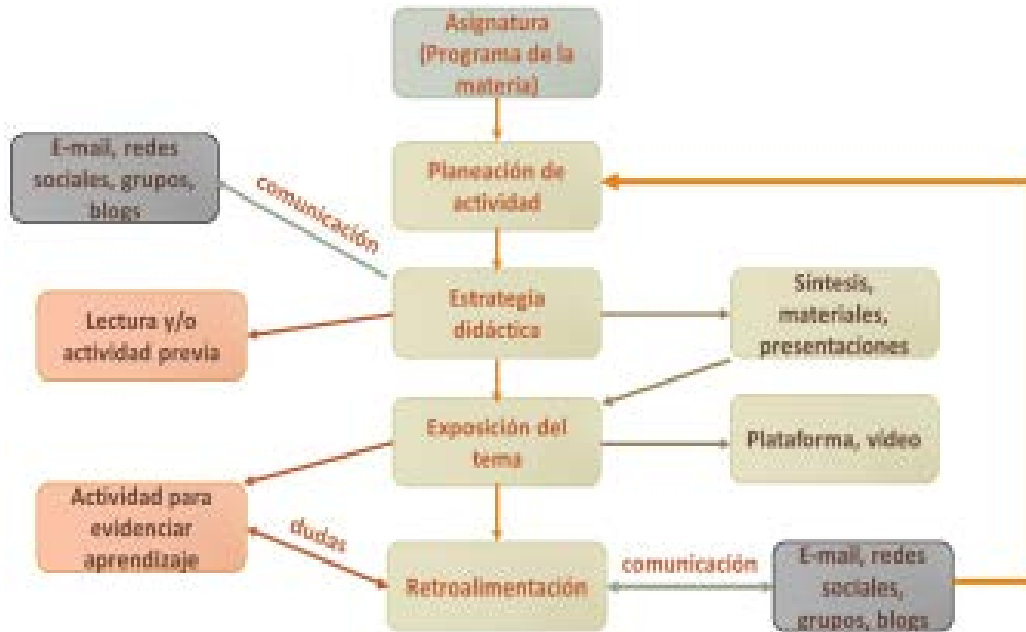 Asignatura
(Programa de la
materia)
E-mail, redes
sociales, grupos,
blogs
comunicación
Planeación de
actividad
Lectura y/o
actividad previa
Estrategia
didáctica
Síntesis,
materiales,
presentaciones
Exposición del
tema
Plataforma, vídeo
Actividad para
evidenciar
aprendizaje
dudas
Retroalimentación
comunicación
E-mail, redes
sociales,
grupos, blogs